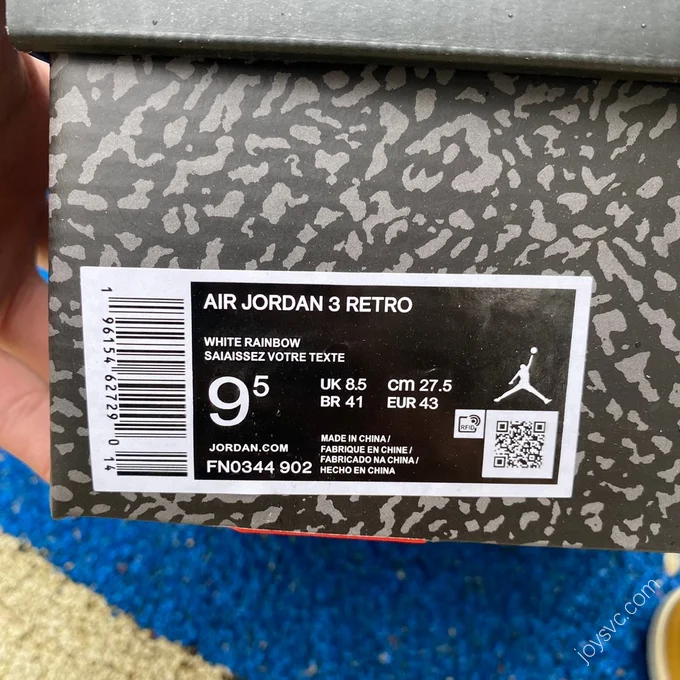 AIR JORDAN 3 RETRO
WHITE RAINBOW
SAIAISSEZ VOTRE TEXTE
9⁵
UK 8.5 cm 27.5
BR 41 EUR 43
JORDAN.COM
FN0344 902
MADE IN CHINA /
FABRIQUE EN CHINE /
FABRICADO NA CHINA /
HECHO EN CHINA
RFID
1 96154 62729 0 14
joysvc.com